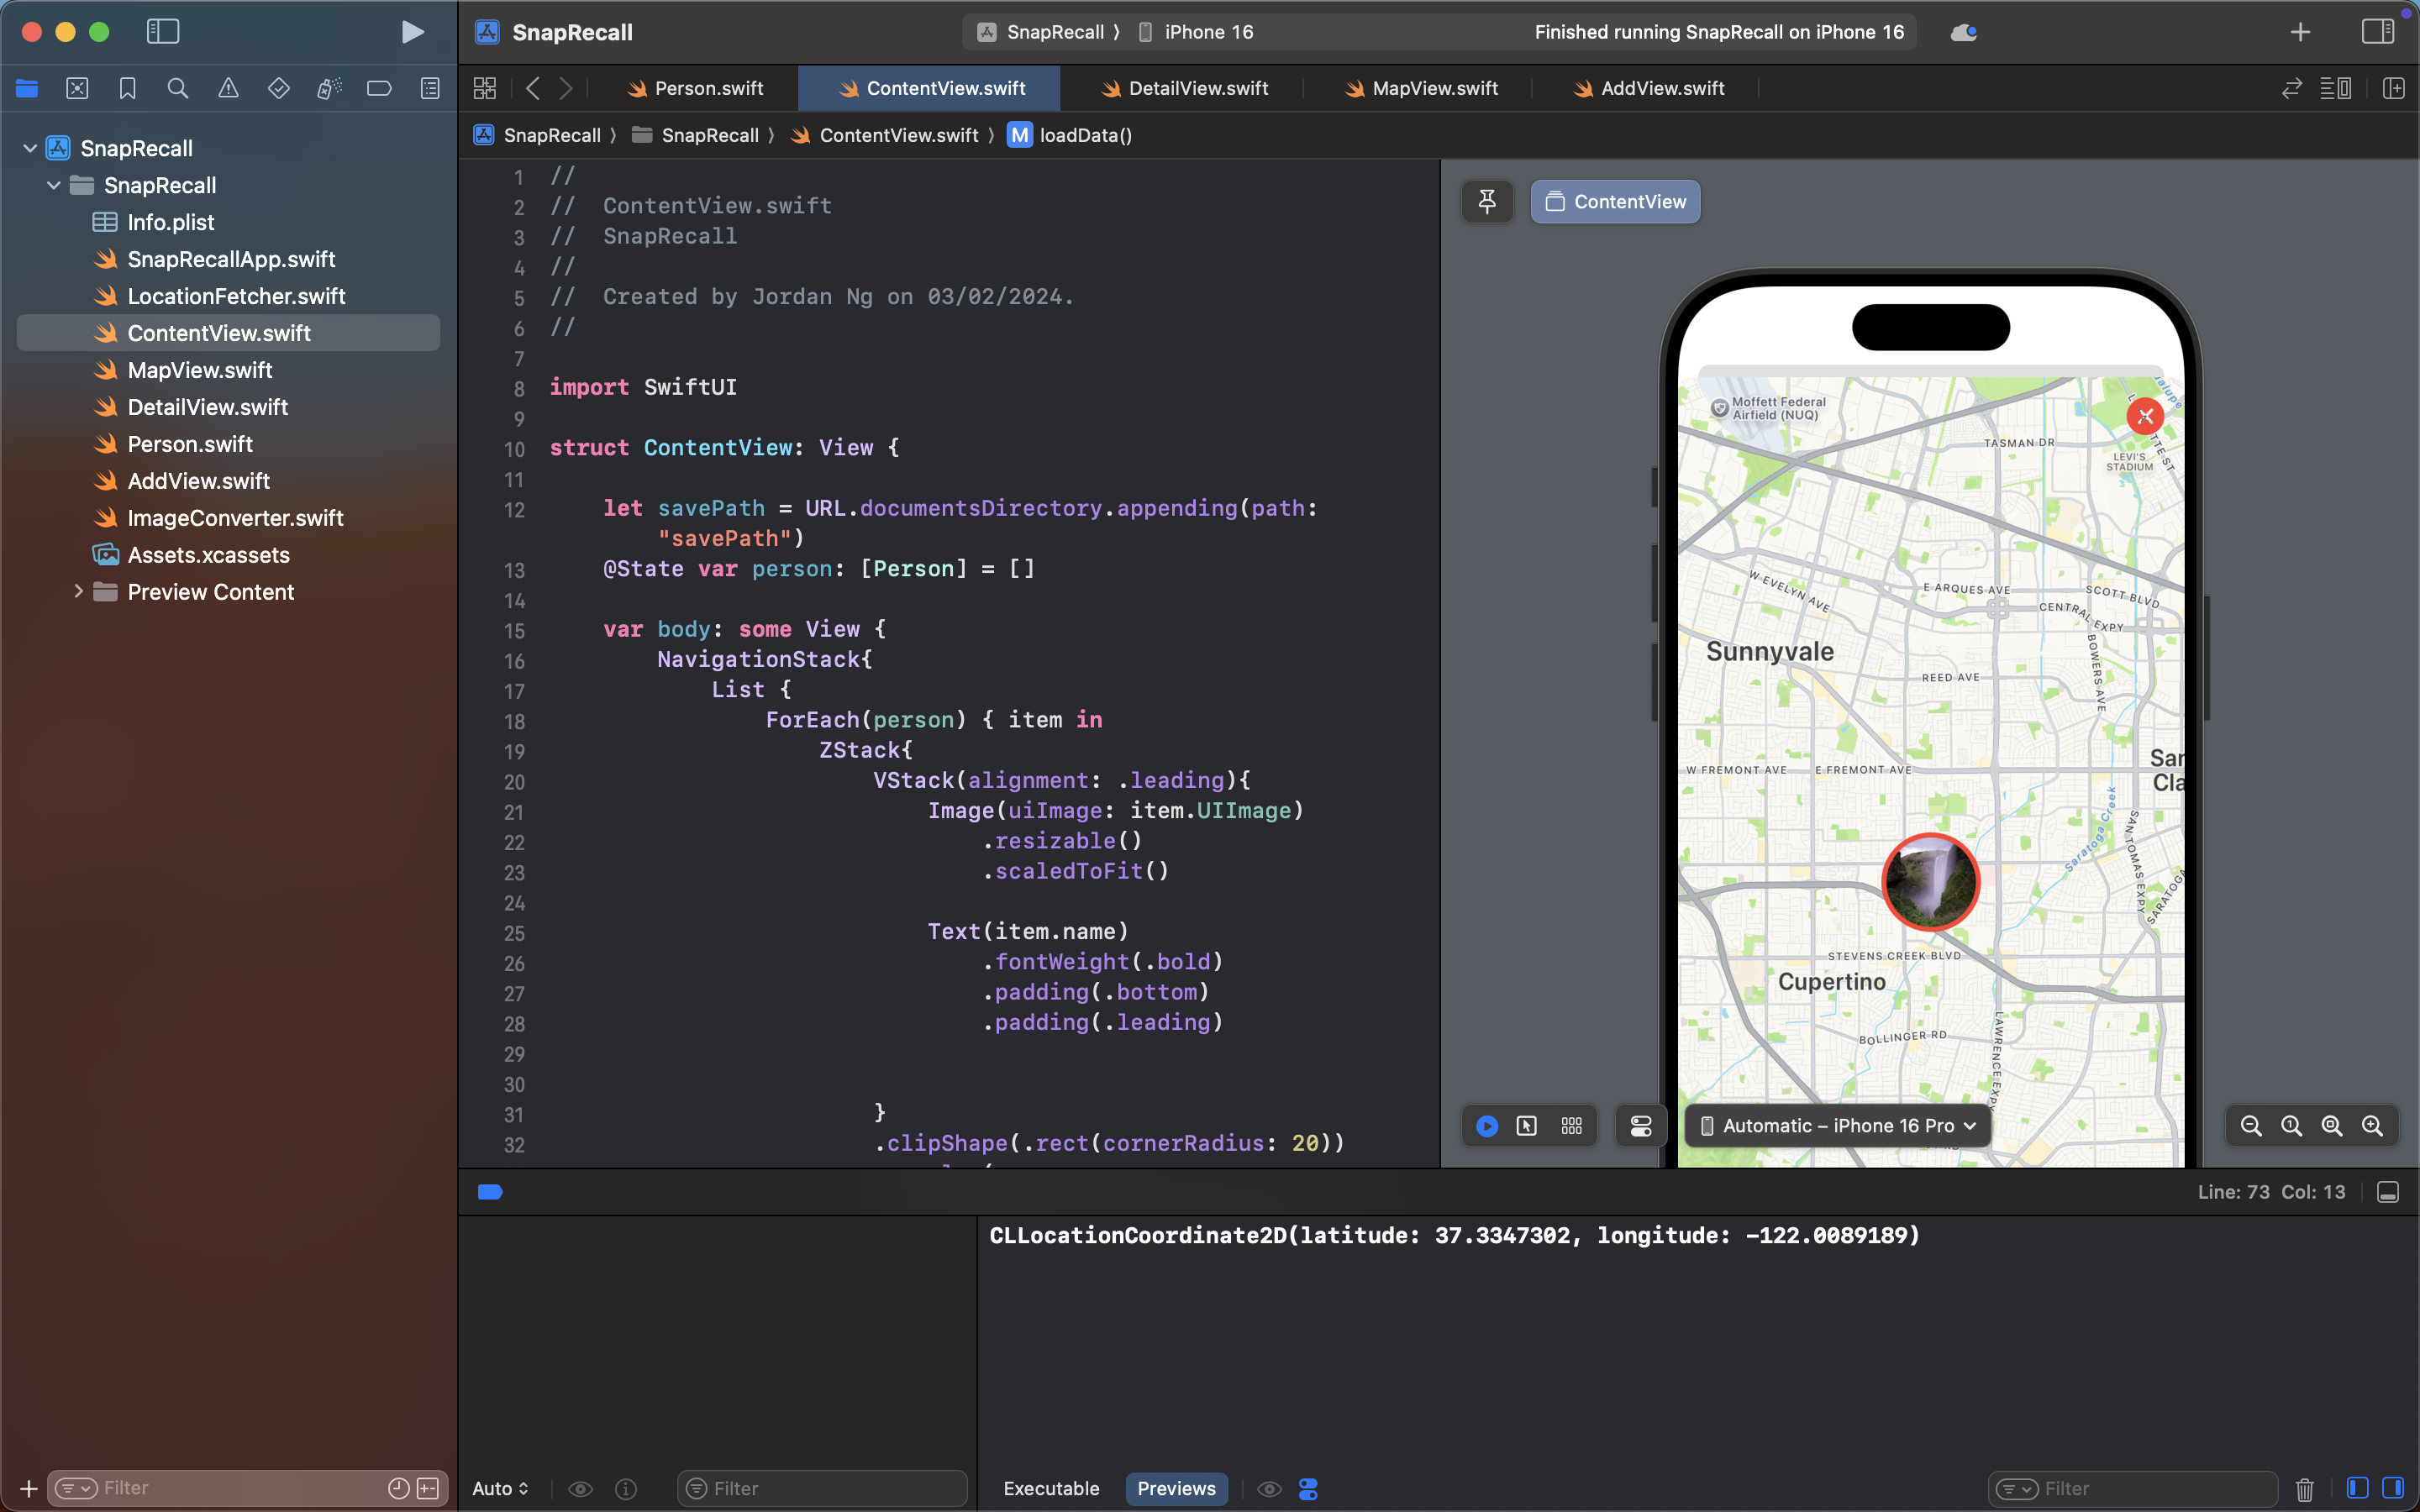 SnapRecall
SnapRecall
iPhone 16
Finished running SnapRecall on iPhone 16
Person.swift
ContentView.swift
DetailView.swift
MapView.swift
AddView.swift
SnapRecall
SnapRecall
ContentView.swift
M
loadData()
SnapRecall
SnapRecall
Info.plist
SnapRecallApp.swift
LocationFetcher.swift
ContentView.swift
MapView.swift
DetailView.swift
Person.swift
AddView.swift
ImageConverter.swift
Assets.xcassets
Preview Content
Filter
1 //
2 //  ContentView.swift
3 //  SnapRecall
4 //
5 //  Created by Jordan Ng on 03/02/2024.
6 //
7
8 import SwiftUI
9
10 struct ContentView: View {
11
12     let savePath = URL.documentsDirectory.appending(path:
"savePath")
13     @State var person: [Person] = []
14
15     var body: some View {
16         NavigationStack{
17             List {
18                 ForEach(person) { item in
19                     ZStack{
20                         VStack(alignment: .leading){
21                             Image(uiImage: item.UIImage)
22                                 .resizable()
23                                 .scaledToFit()
24
25                             Text(item.name)
26                                 .fontWeight(.bold)
27                                 .padding(.bottom)
28                                 .padding(.leading)
29
30
31                         }
32                         .clipShape(.rect(cornerRadius: 20))
ContentView
Moffett Federal
Airfield (NUQ)
TASMAN DR
LEVI'S
STADIUM
W EVELYN AVE
E ARQUES AVE
SCOTT BLVD
CENTRAL EXPY
BOWERS AVE
Sunnyvale
REED AVE
W FREMONT AVE
E FREMONT AVE
San
Cla
Saratoga Creek
SAN TOMAS EXPY
SARATOGA
STEVENS CREEK BLVD
Cupertino
BOLLINGER RD
LAWRENCE EXPY
Automatic – iPhone 16 Pro
Line: 73 Col: 13
CLLocationCoordinate2D(latitude: 37.3347302, longitude: -122.0089189)
Auto
Filter
Executable
Previews
Filter